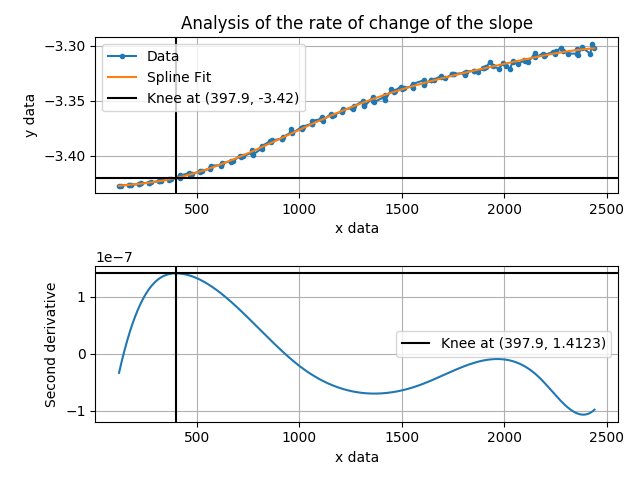 Analysis of the rate of change of the slope
−3.30
−3.35
−3.40
y data
Data
Spline Fit
Knee at (397.9, -3.42)
500
1000
1500
2000
2500
x data
1e−7
1
0
−1
Second derivative
Knee at (397.9, 1.4123)
500
1000
1500
2000
2500
x data